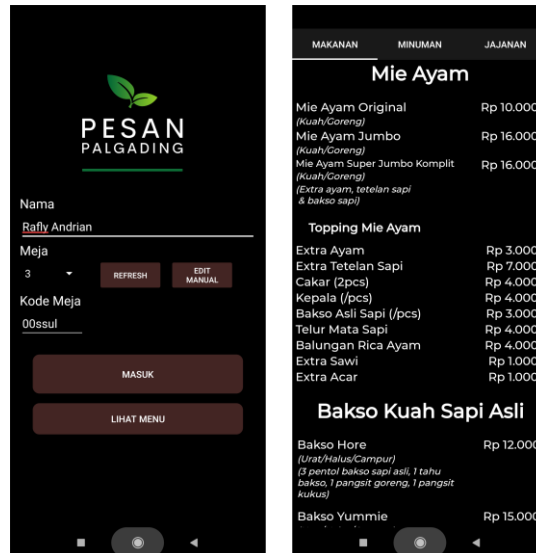 PESAN
PALGADING
Nama
Rafly Andrian
Meja
3
REFRESH
EDIT
MANUAL
Kode Meja
00ssul
MASUK
LIHAT MENU
MAKANAN MINUMAN JAJANAN
Mie Ayam
Mie Ayam Original Rp 10.000
(Kuah/Goreng)
Mie Ayam Jumbo Rp 16.000
(Kuah/Goreng)
Mie Ayam Super Jumbo Komplit Rp 16.000
(Kuah/Goreng)
(Extra ayam, tetelan sapi
& bakso sapi)
Topping Mie Ayam
Extra Ayam Rp 3.000
Extra Tetelan Sapi Rp 7.000
Cakar (2pcs) Rp 4.000
Kepala (/pcs) Rp 4.000
Bakso Asli Sapi (/pcs) Rp 3.000
Telur Mata Sapi Rp 4.000
Balungan Rica Ayam Rp 4.000
Extra Sawi Rp 1.000
Extra Acar Rp 1.000
Bakso Kuah Sapi Asli
Bakso Hore Rp 12.000
(Urat/Halus/Campur)
(3 pentol bakso sapi asli, 1 tahu
bakso, 1 pangsit goreng, 1 pangsit
kukus)
Bakso Yummie Rp 15.000